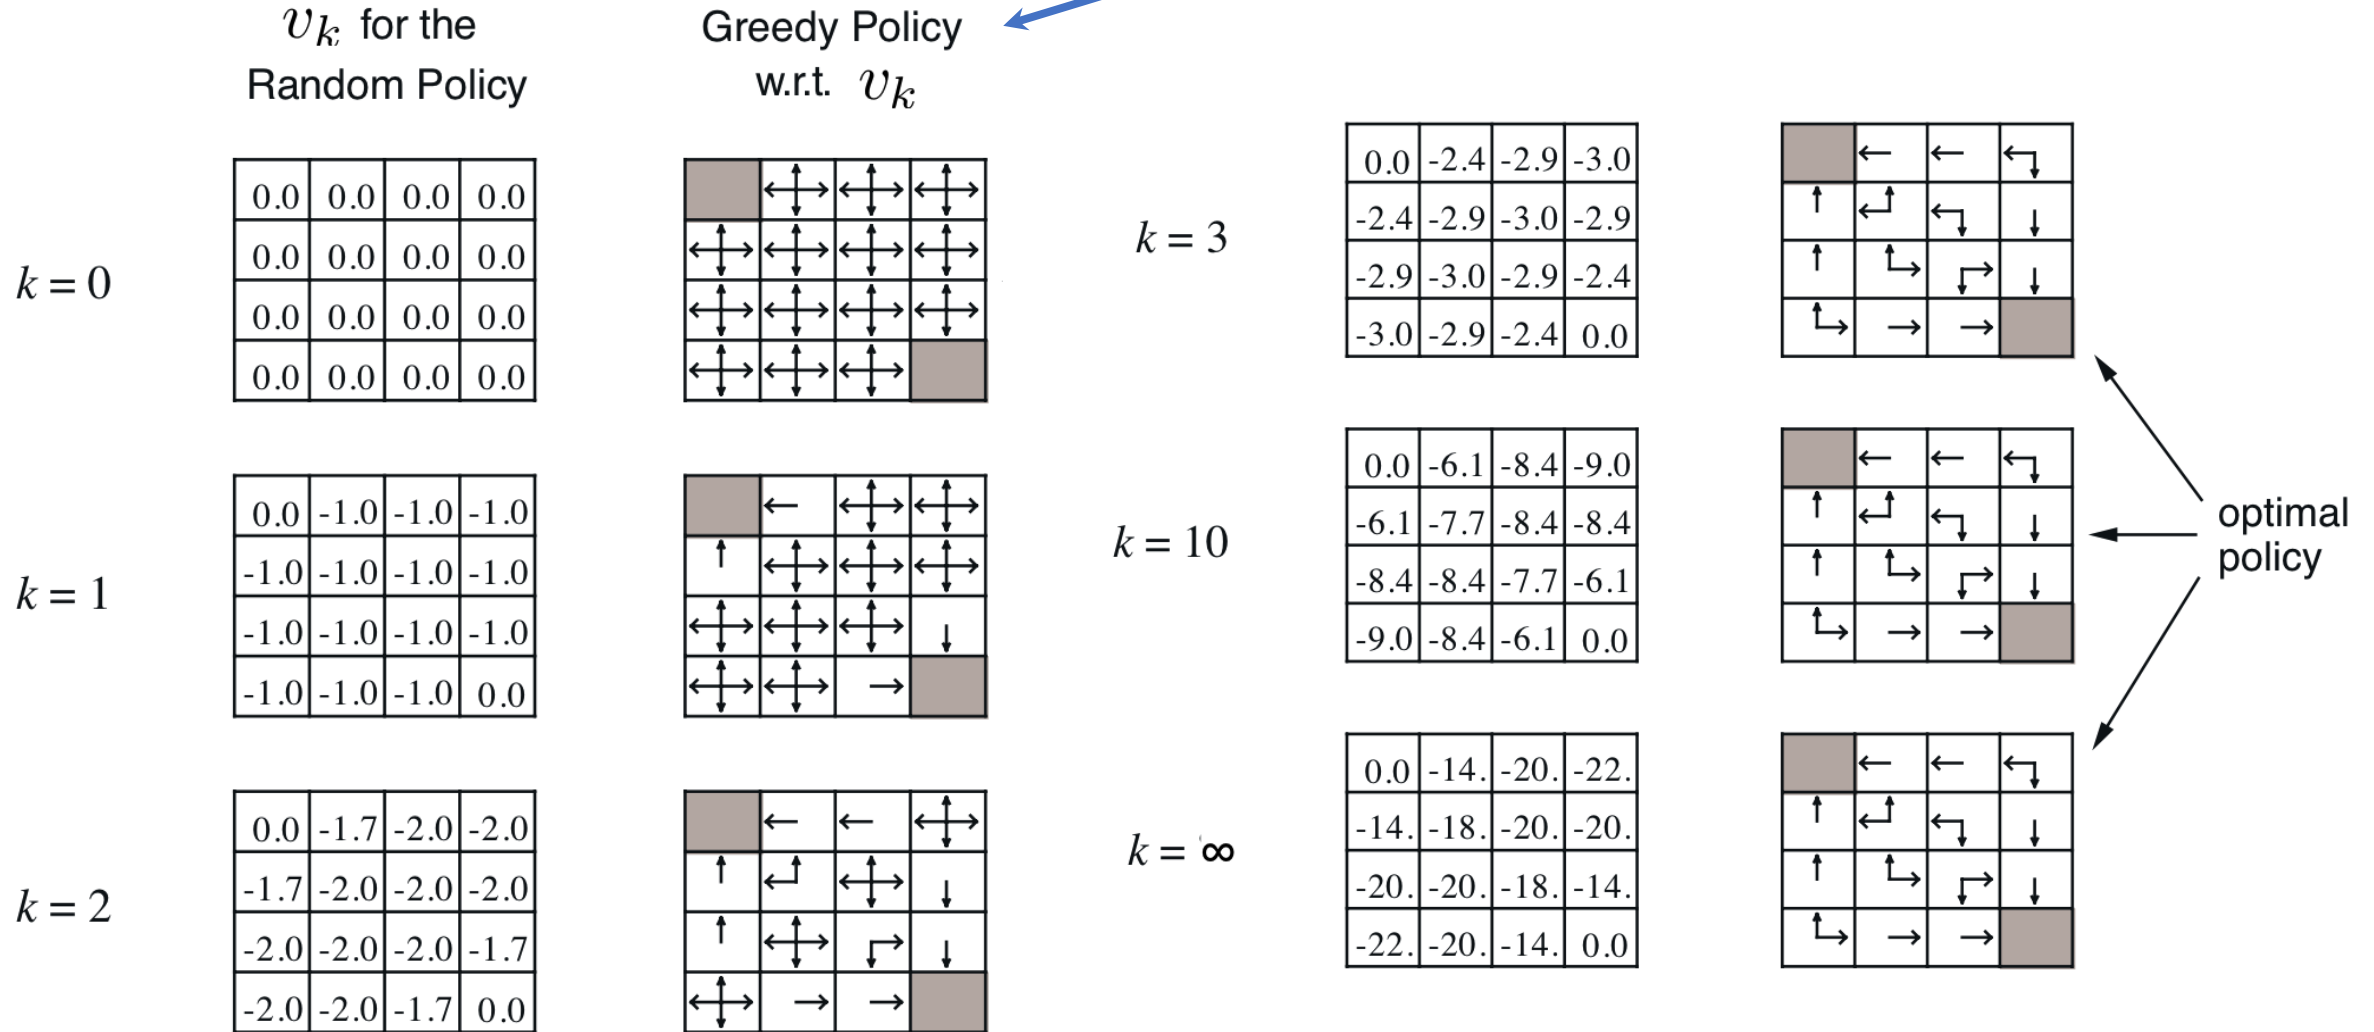 vk for the
Random Policy
Greedy Policy
w.r.t. vk
k = 0
0.0 0.0 0.0 0.0
0.0 0.0 0.0 0.0
0.0 0.0 0.0 0.0
0.0 0.0 0.0 0.0
k = 1
0.0 -1.0 -1.0 -1.0
-1.0 -1.0 -1.0 -1.0
-1.0 -1.0 -1.0 -1.0
-1.0 -1.0 -1.0 0.0
k = 2
0.0 -1.7 -2.0 -2.0
-1.7 -2.0 -2.0 -2.0
-2.0 -2.0 -2.0 -1.7
-2.0 -2.0 -1.7 0.0
k = 3
0.0 -2.4 -2.9 -3.0
-2.4 -2.9 -3.0 -2.9
-2.9 -3.0 -2.9 -2.4
-3.0 -2.9 -2.4 0.0
k = 10
0.0 -6.1 -8.4 -9.0
-6.1 -7.7 -8.4 -8.4
-8.4 -8.4 -7.7 -6.1
-9.0 -8.4 -6.1 0.0
k = ∞
0.0 -14. -20. -22.
-14. -18. -20. -20.
-20. -20. -18. -14.
-22. -20. -14. 0.0
optimal
policy